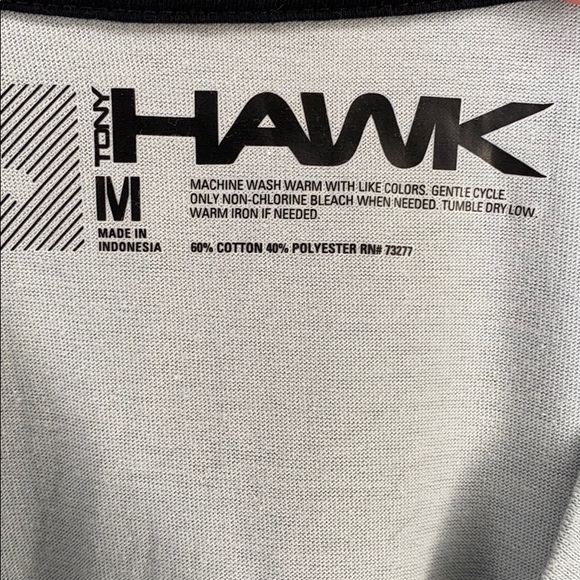 TONY HAWK
M
MADE IN
INDONESIA
MACHINE WASH WARM WITH LIKE COLORS. GENTLE CYCLE
ONLY NON-CHLORINE BLEACH WHEN NEEDED. TUMBLE DRY LOW.
WARM IRON IF NEEDED.
60% COTTON 40% POLYESTER RN# 73277